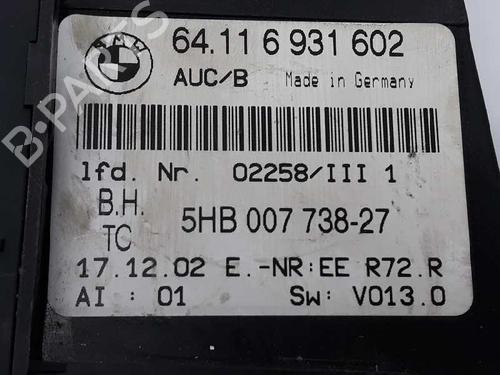 BMW
64.11 6 931 602
AUC/B Made in Germany
lfd. Nr. 02258/III 1
B.H.
TC
5HB 007 738-27
17.12.02 E.-NR:EE R72.R
AI : 01 Sw: V013.0
B-PARTS